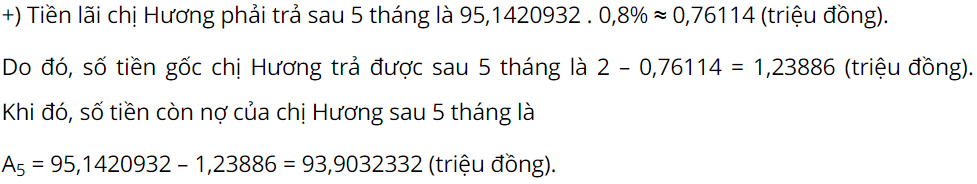 +) Tiền lãi chị Hương phải trả sau 5 tháng là 95,1420932 . 0,8% ≈ 0,76114 (triệu đồng).
Do đó, số tiền gốc chị Hương trả được sau 5 tháng là 2 – 0,76114 = 1,23886 (triệu đồng).
Khi đó, số tiền còn nợ của chị Hương sau 5 tháng là
A₅ = 95,1420932 – 1,23886 = 93,9032332 (triệu đồng).